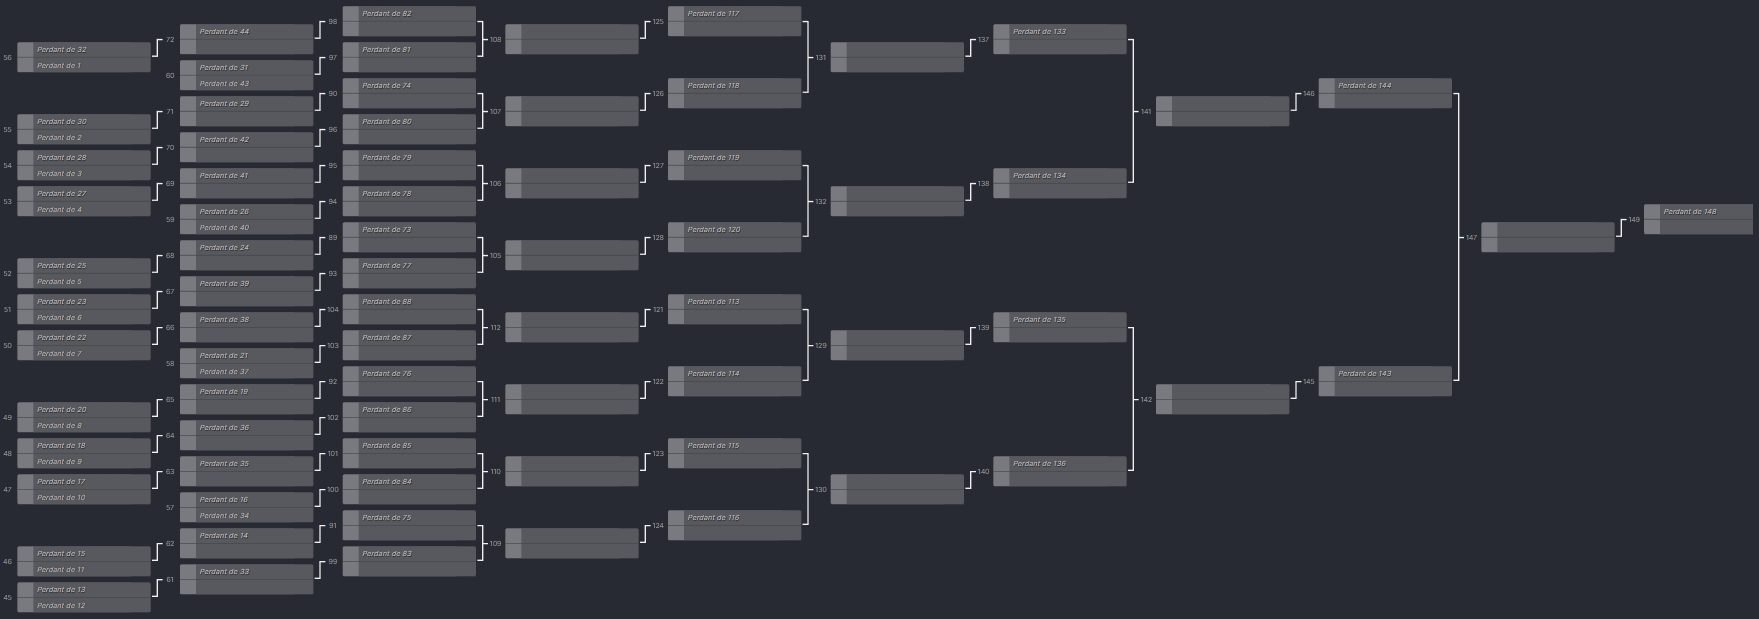 56
Perdant de 32
Perdant de 1
55
Perdant de 30
Perdant de 2
54
Perdant de 28
Perdant de 3
53
Perdant de 27
Perdant de 4
52
Perdant de 25
Perdant de 5
51
Perdant de 23
Perdant de 6
50
Perdant de 22
Perdant de 7
49
Perdant de 20
Perdant de 8
48
Perdant de 18
Perdant de 9
47
Perdant de 17
Perdant de 10
46
Perdant de 15
Perdant de 11
45
Perdant de 13
Perdant de 12
72
Perdant de 44
60
Perdant de 31
Perdant de 43
71
Perdant de 29
70
Perdant de 42
69
Perdant de 41
59
Perdant de 26
Perdant de 40
68
Perdant de 24
67
Perdant de 39
66
Perdant de 38
58
Perdant de 21
Perdant de 37
65
Perdant de 19
64
Perdant de 36
63
Perdant de 35
57
Perdant de 16
Perdant de 34
62
Perdant de 14
61
Perdant de 33
98
Perdant de 82
97
Perdant de 81
90
Perdant de 74
96
Perdant de 80
95
Perdant de 79
94
Perdant de 78
89
Perdant de 73
93
Perdant de 77
104
Perdant de 88
103
Perdant de 87
92
Perdant de 76
102
Perdant de 86
101
Perdant de 85
100
Perdant de 84
91
Perdant de 75
99
Perdant de 83
108
107
106
105
112
111
110
109
125
Perdant de 117
126
Perdant de 118
127
Perdant de 119
128
Perdant de 120
121
Perdant de 113
122
Perdant de 114
123
Perdant de 115
124
Perdant de 116
131
132
129
130
137
Perdant de 133
138
Perdant de 134
139
Perdant de 135
140
Perdant de 136
141
142
146
Perdant de 144
145
Perdant de 143
147
149
Perdant de 148